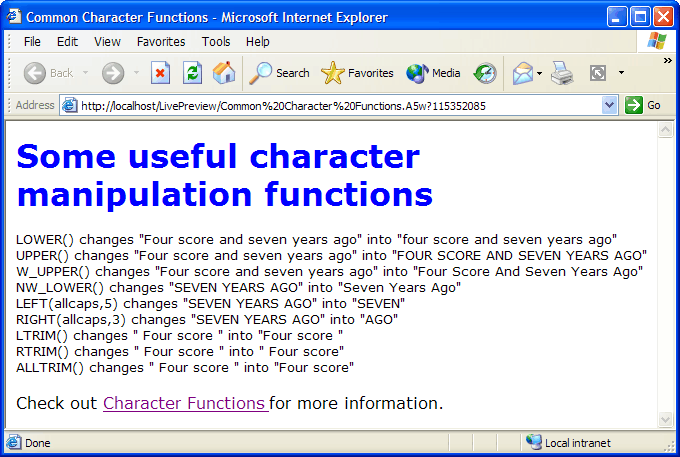 Common Character Functions - Microsoft Internet Explorer
File Edit View Favorites Tools Help
Back Search Favorites Media
Address http://localhost/LivePreview/Common%20Character%20Functions.A5w?115352085 Go
Some useful character
manipulation functions
LOWER() changes "Four score and seven years ago" into "four score and seven years ago"
UPPER() changes "Four score and seven years ago" into "FOUR SCORE AND SEVEN YEARS AGO"
W_UPPER() changes "Four score and seven years ago" into "Four Score And Seven Years Ago"
NW_LOWER() changes "SEVEN YEARS AGO" into "Seven Years Ago"
LEFT(allcaps,5) changes "SEVEN YEARS AGO" into "SEVEN"
RIGHT(allcaps,3) changes "SEVEN YEARS AGO" into "AGO"
LTRIM() changes " Four score " into "Four score "
RTRIM() changes " Four score " into " Four score"
ALLTRIM() changes " Four score " into "Four score"
Check out Character Functions for more information.
Done Local intranet